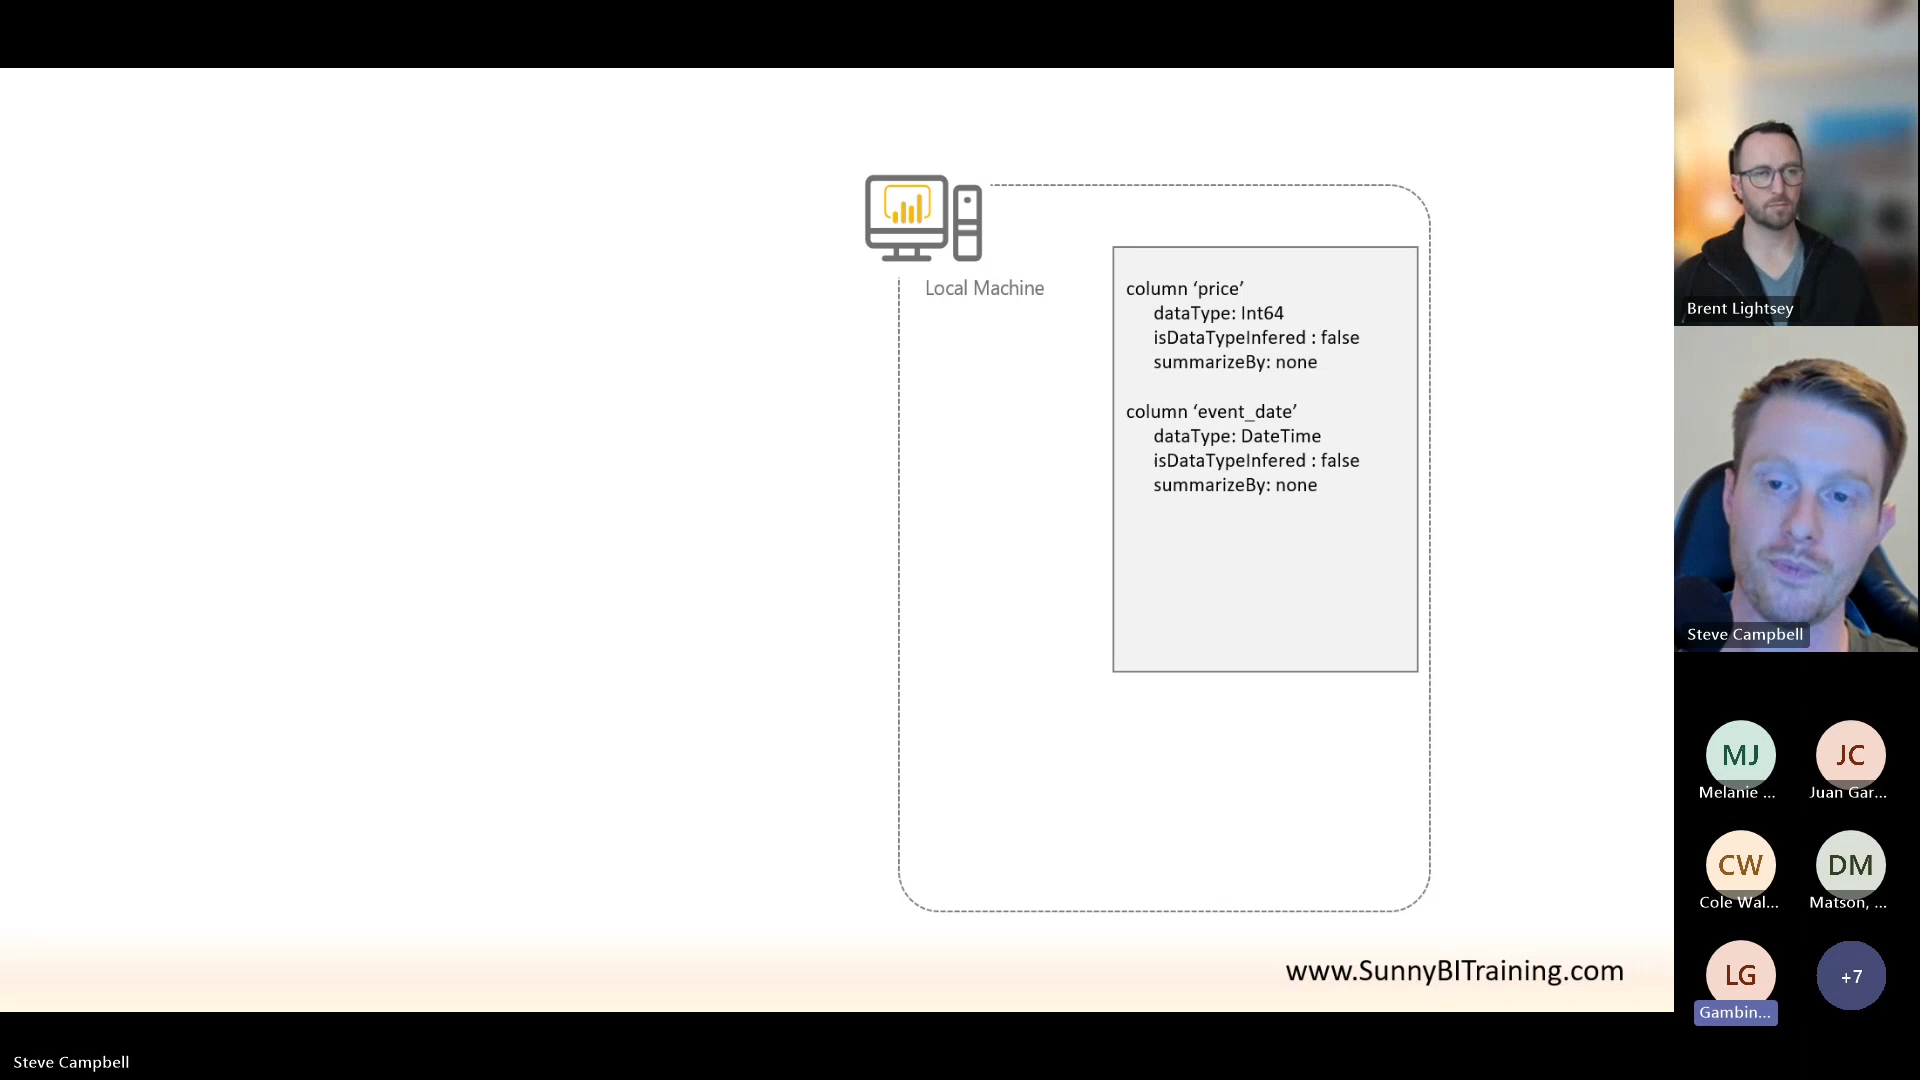 Local Machine
column ‘price’
dataType: Int64
isDataTypeInfered : false
summarizeBy: none
column ‘event_date’
dataType: DateTime
isDataTypeInfered : false
summarizeBy: none
www.SunnyBITraining.com
Steve Campbell
Brent Lightsey
Steve Campbell
MJ
Melanie ...
JC
Juan Gar...
CW
Cole Wal...
DM
Matson, ...
LG
Gambin...
+7